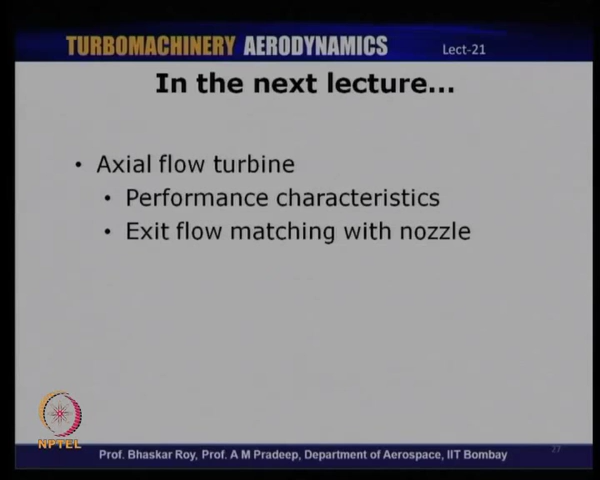 TURBOMACHINERY AERODYNAMICS
Lect-21
In the next lecture...
• Axial flow turbine
• Performance characteristics
• Exit flow matching with nozzle
NPTEL
Prof. Bhaskar Roy, Prof. A M Pradeep, Department of Aerospace, IIT Bombay
27